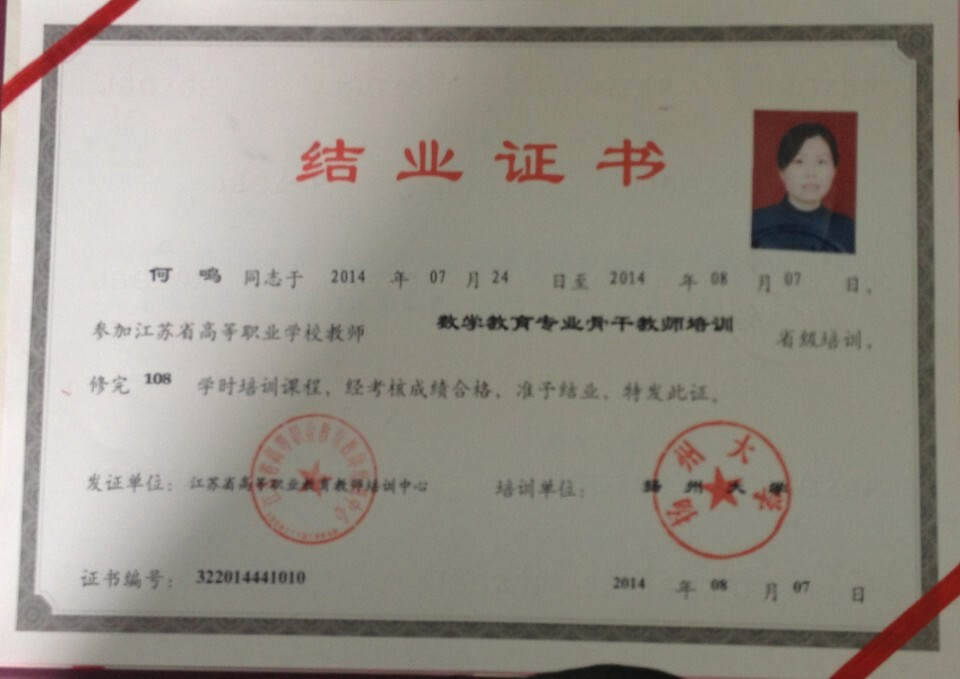 结业证书
何鸣 同志于 2014 年 07 月 24 日至 2014 年 08 月 07 日，
参加江苏省高等职业学校教师 数学教育专业骨干教师培训 省级培训，
修完 108 学时培训课程，经考核成绩合格，准予结业，特发此证。
发证单位：江苏省高等职业教育教师培训中心 培训单位：扬州大学
扬州大学
证书编号：322014441010 2014 年 08 月 07 日